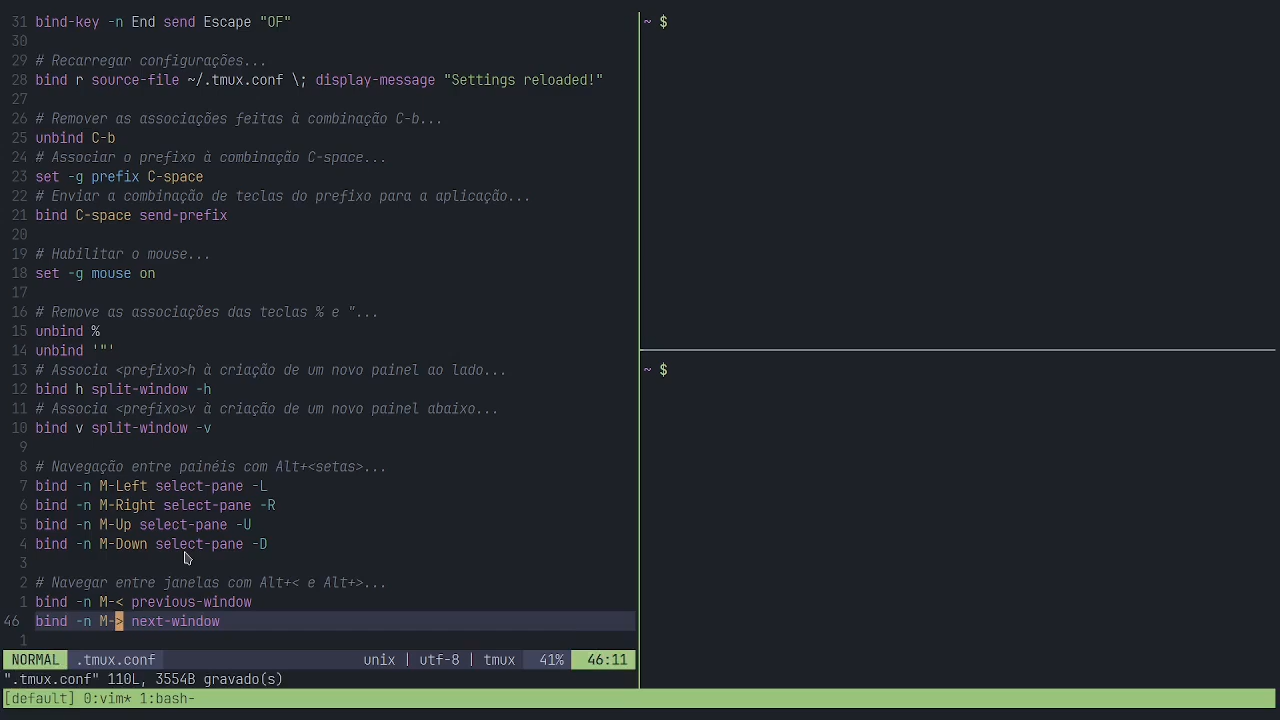 31 bind-key -n End send Escape "OF"
30
29 # Recarregar configurações...
28 bind r source-file ~/.tmux.conf \; display-message "Settings reloaded!"
27
26 # Remover as associações feitas à combinação C-b...
25 unbind C-b
24 # Associar o prefixo à combinação C-space...
23 set -g prefix C-space
22 # Enviar a combinação de teclas do prefixo para a aplicação...
21 bind C-space send-prefix
20
19 # Habilitar o mouse...
18 set -g mouse on
17
16 # Remove as associações das teclas % e "...
15 unbind %
14 unbind '"'
13 # Associa <prefixo>h à criação de um novo painel ao lado...
12 bind h split-window -h
11 # Associa <prefixo>v à criação de um novo painel abaixo...
10 bind v split-window -v
9
8 # Navegação entre painéis com Alt+<setas>...
7 bind -n M-Left select-pane -L
6 bind -n M-Right select-pane -R
5 bind -n M-Up select-pane -U
4 bind -n M-Down select-pane -D
3
2 # Navegar entre janelas com Alt+< e Alt+>...
1 bind -n M-< previous-window
46 bind -n M-> next-window
1
NORMAL .tmux.conf unix | utf-8 | tmux 41% 46:11
".tmux.conf" 110L, 3554B gravado(s)
~ $
~ $
[default] 0:vim* 1:bash-